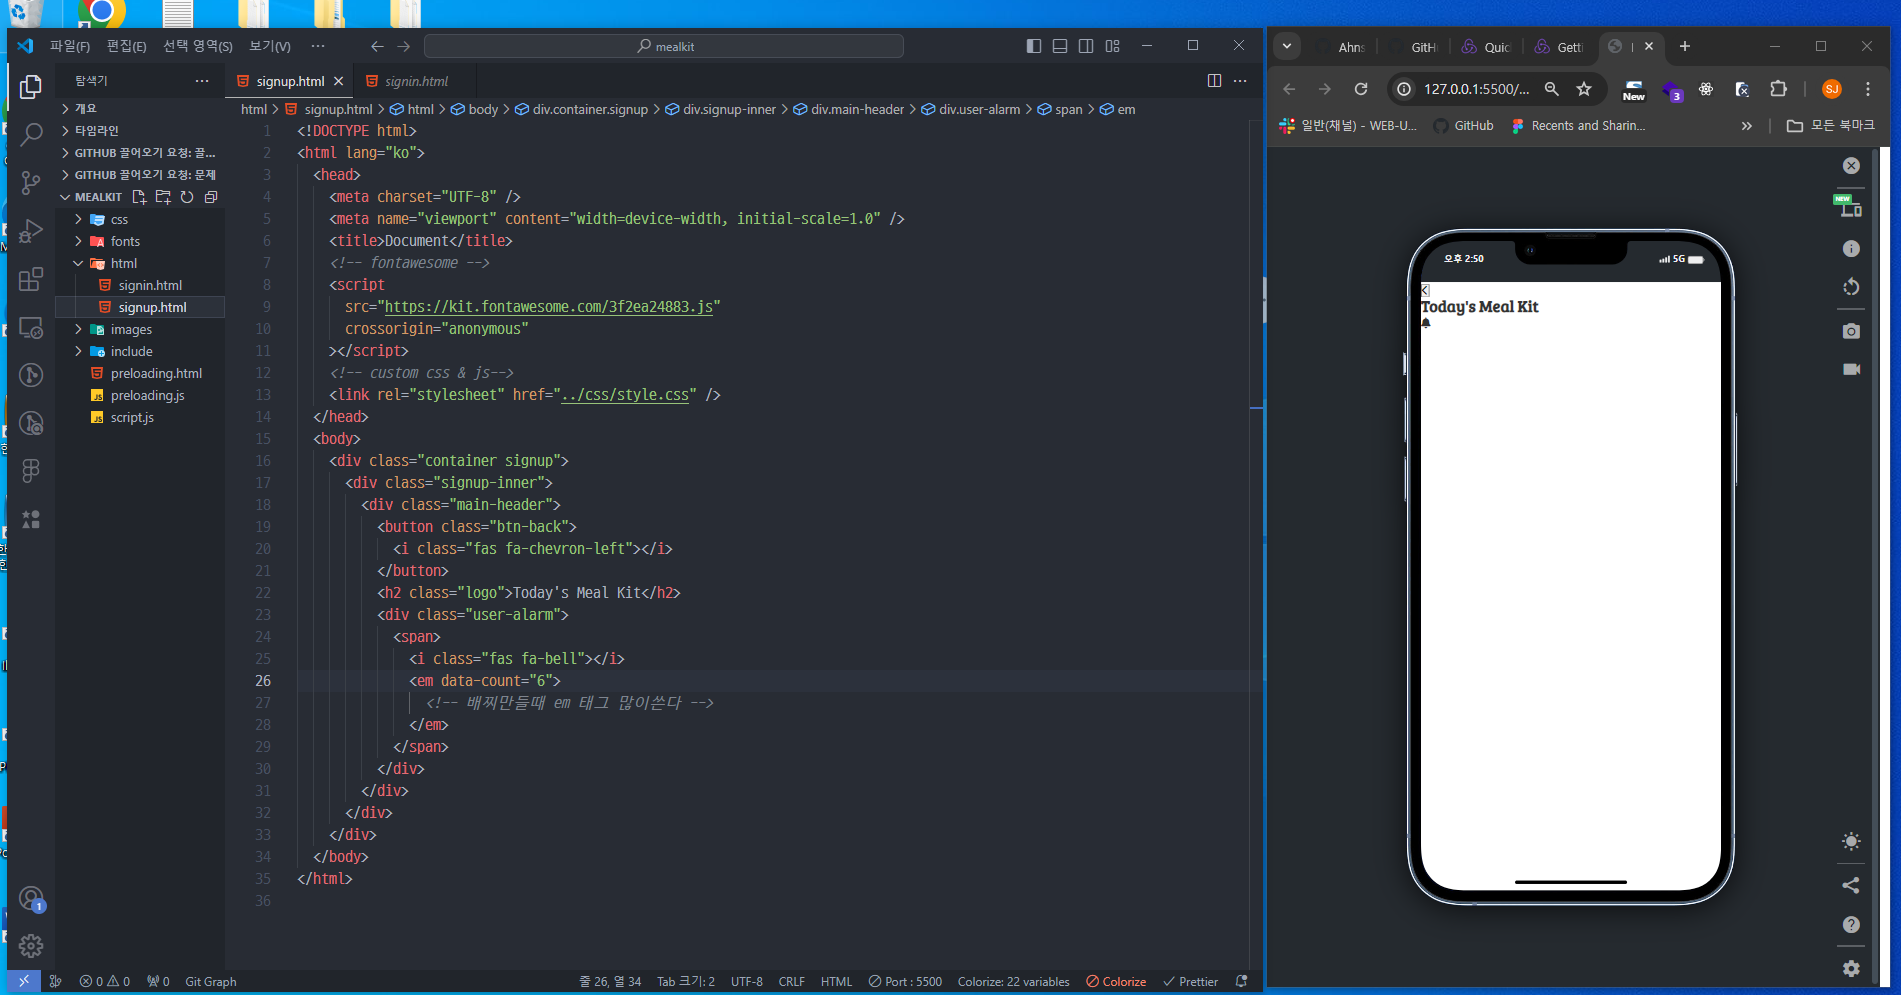 파일(F) 편집(E) 선택 영역(S) 보기(V) ···
mealkit
탐색기
signup.html
signin.html
개요
타임라인
GITHUB 끌어오기 요청: 끌...
GITHUB 끌어오기 요청: 문제
MEALKIT
css
fonts
html
signin.html
signup.html
images
include
preloading.html
preloading.js
script.js
html > signup.html > html > body > div.container.signup > div.signup-inner > div.main-header > div.user-alarm > span > em
1 <!DOCTYPE html>
2 <html lang="ko">
3 <head>
4 <meta charset="UTF-8" />
5 <meta name="viewport" content="width=device-width, initial-scale=1.0" />
6 <title>Document</title>
7 <!-- fontawesome -->
8 <script
9 src="https://kit.fontawesome.com/3f2ea24883.js"
10 crossorigin="anonymous"
11 ></script>
12 <!-- custom css & js-->
13 <link rel="stylesheet" href="../css/style.css" />
14 </head>
15 <body>
16 <div class="container signup">
17 <div class="signup-inner">
18 <div class="main-header">
19 <button class="btn-back">
20 <i class="fas fa-chevron-left"></i>
21 </button>
22 <h2 class="logo">Today's Meal Kit</h2>
23 <div class="user-alarm">
24 <span>
25 <i class="fas fa-bell"></i>
26 <em data-count="6">
27 <!-- 배찌만들때 em 태그 많이쓴다 -->
28 </em>
29 </span>
30 </div>
31 </div>
32 </div>
33 </div>
34 </body>
35 </html>
36
1
0 0 0 Git Graph
줄 26, 열 34 Tab 크기: 2 UTF-8 CRLF HTML Port : 5500 Colorize: 22 variables Colorize Prettier
Ahns GitH Quic Getti
127.0.0.1:5500/... New 3 SJ
일반(채널) - WEB-U... GitHub Recents and Sharin... 모든 북마크
NEW
오후 2:50 5G
Today's Meal Kit